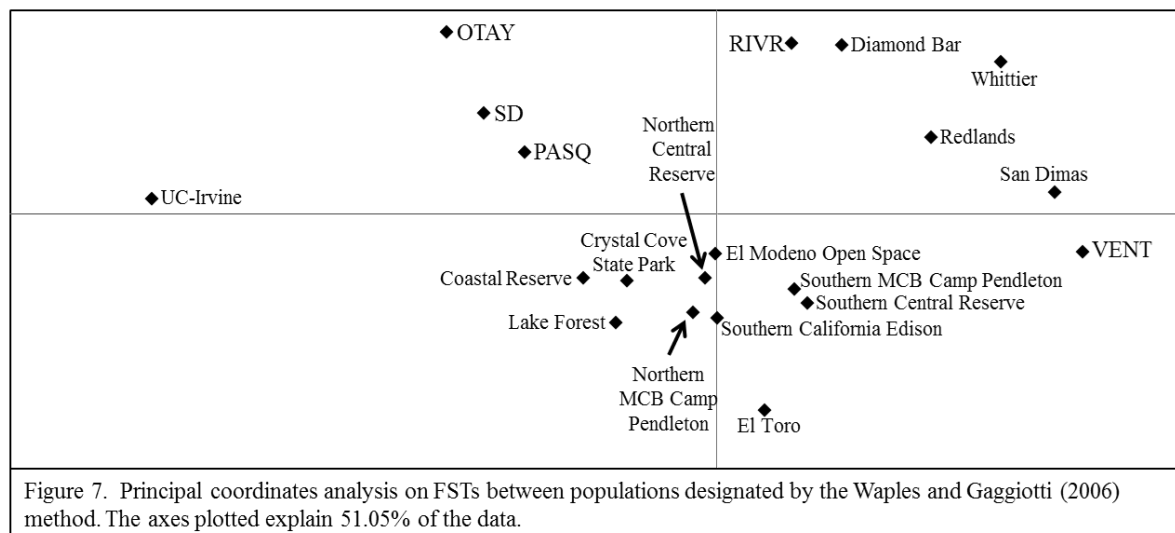 OTAY
RIVR
Diamond Bar
Whittier
SD
Northern
Central
Reserve
PASQ
Redlands
San Dimas
UC-Irvine
Crystal Cove
State Park
El Modeno Open Space
VENT
Coastal Reserve
Southern MCB Camp Pendleton
Southern Central Reserve
Lake Forest
Southern California Edison
Northern
MCB Camp
Pendleton
El Toro
Figure 7. Principal coordinates analysis on FSTs between populations designated by the Waples and Gaggiotti (2006)
method. The axes plotted explain 51.05% of the data.